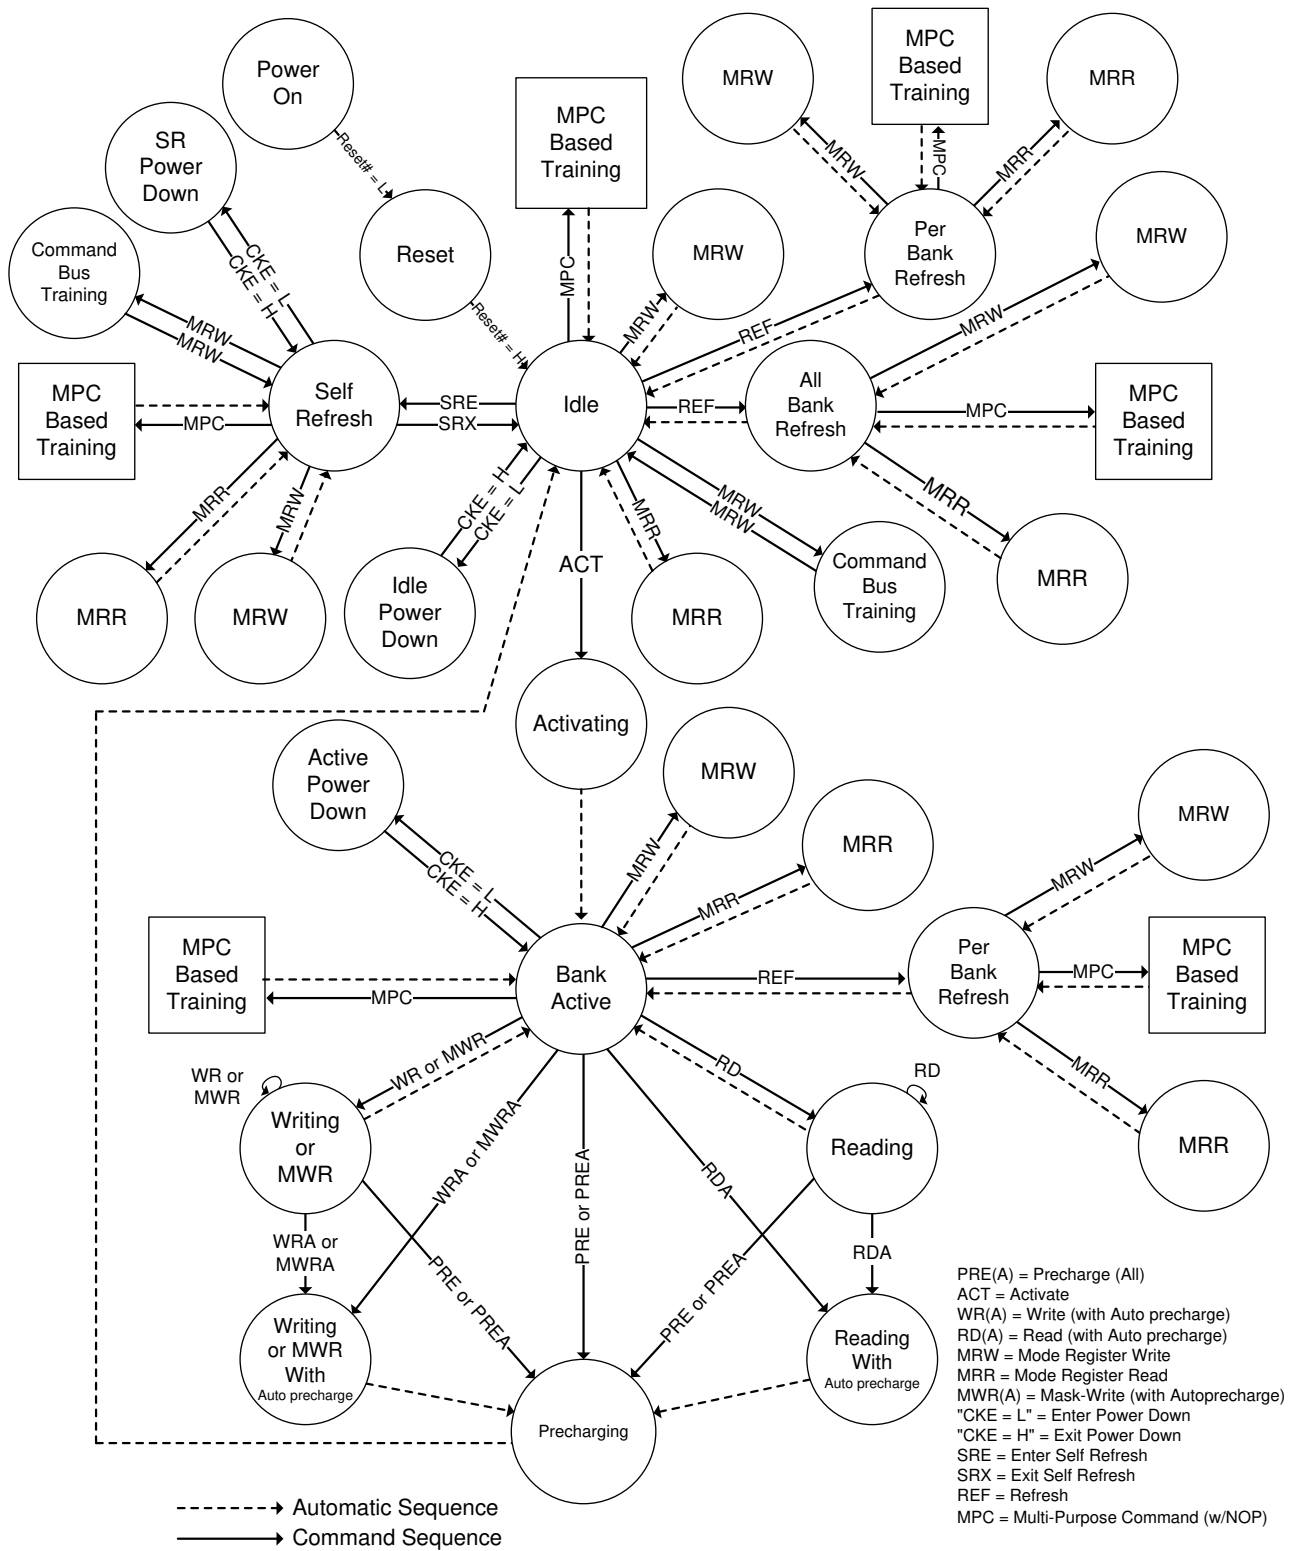 Power
On
MRW
MPC
Based
Training
MRR
SR
Power
Down
MPC
Based
Training
MRW
MPC
MRR
Reset# = L
Command
Bus
Training
CKE = L
CKE = H
Reset
MRW
Per
Bank
Refresh
MRW
MPC
Reset# = H
MRW
REF
MRW
MRW
MRW
MPC
Based
Training
MPC
Self
Refresh
SRE
SRX
Idle
REF
All
Bank
Refresh
MPC
MPC
Based
Training
MRR
MRW
CKE = H
CKE = L
MRR
MRW
MRW
MRR
ACT
MRR
MRW
Idle
Power
Down
MRR
Command
Bus
Training
MRR
Activating
Active
Power
Down
MRW
MRR
MRW
CKE = L
CKE = H
MRW
MRR
MRW
MPC
Based
Training
MPC
Bank
Active
REF
Per
Bank
Refresh
MPC
MPC
Based
Training
WR or MWR
RD
MRR
WR or
MWR
RD
Writing
or
MWR
WRA or MWRA
PRE or PREA
RDA
Reading
MRR
WRA or
MWRA
PRE or PREA
PRE or PREA
RDA
Writing
or MWR
With
Auto precharge
Reading
With
Auto precharge
Precharging
PRE(A) = Precharge (All)
ACT = Activate
WR(A) = Write (with Auto precharge)
RD(A) = Read (with Auto precharge)
MRW = Mode Register Write
MRR = Mode Register Read
MWR(A) = Mask-Write (with Autoprecharge)
"CKE = L" = Enter Power Down
"CKE = H" = Exit Power Down
SRE = Enter Self Refresh
SRX = Exit Self Refresh
REF = Refresh
MPC = Multi-Purpose Command (w/NOP)
Automatic Sequence
Command Sequence